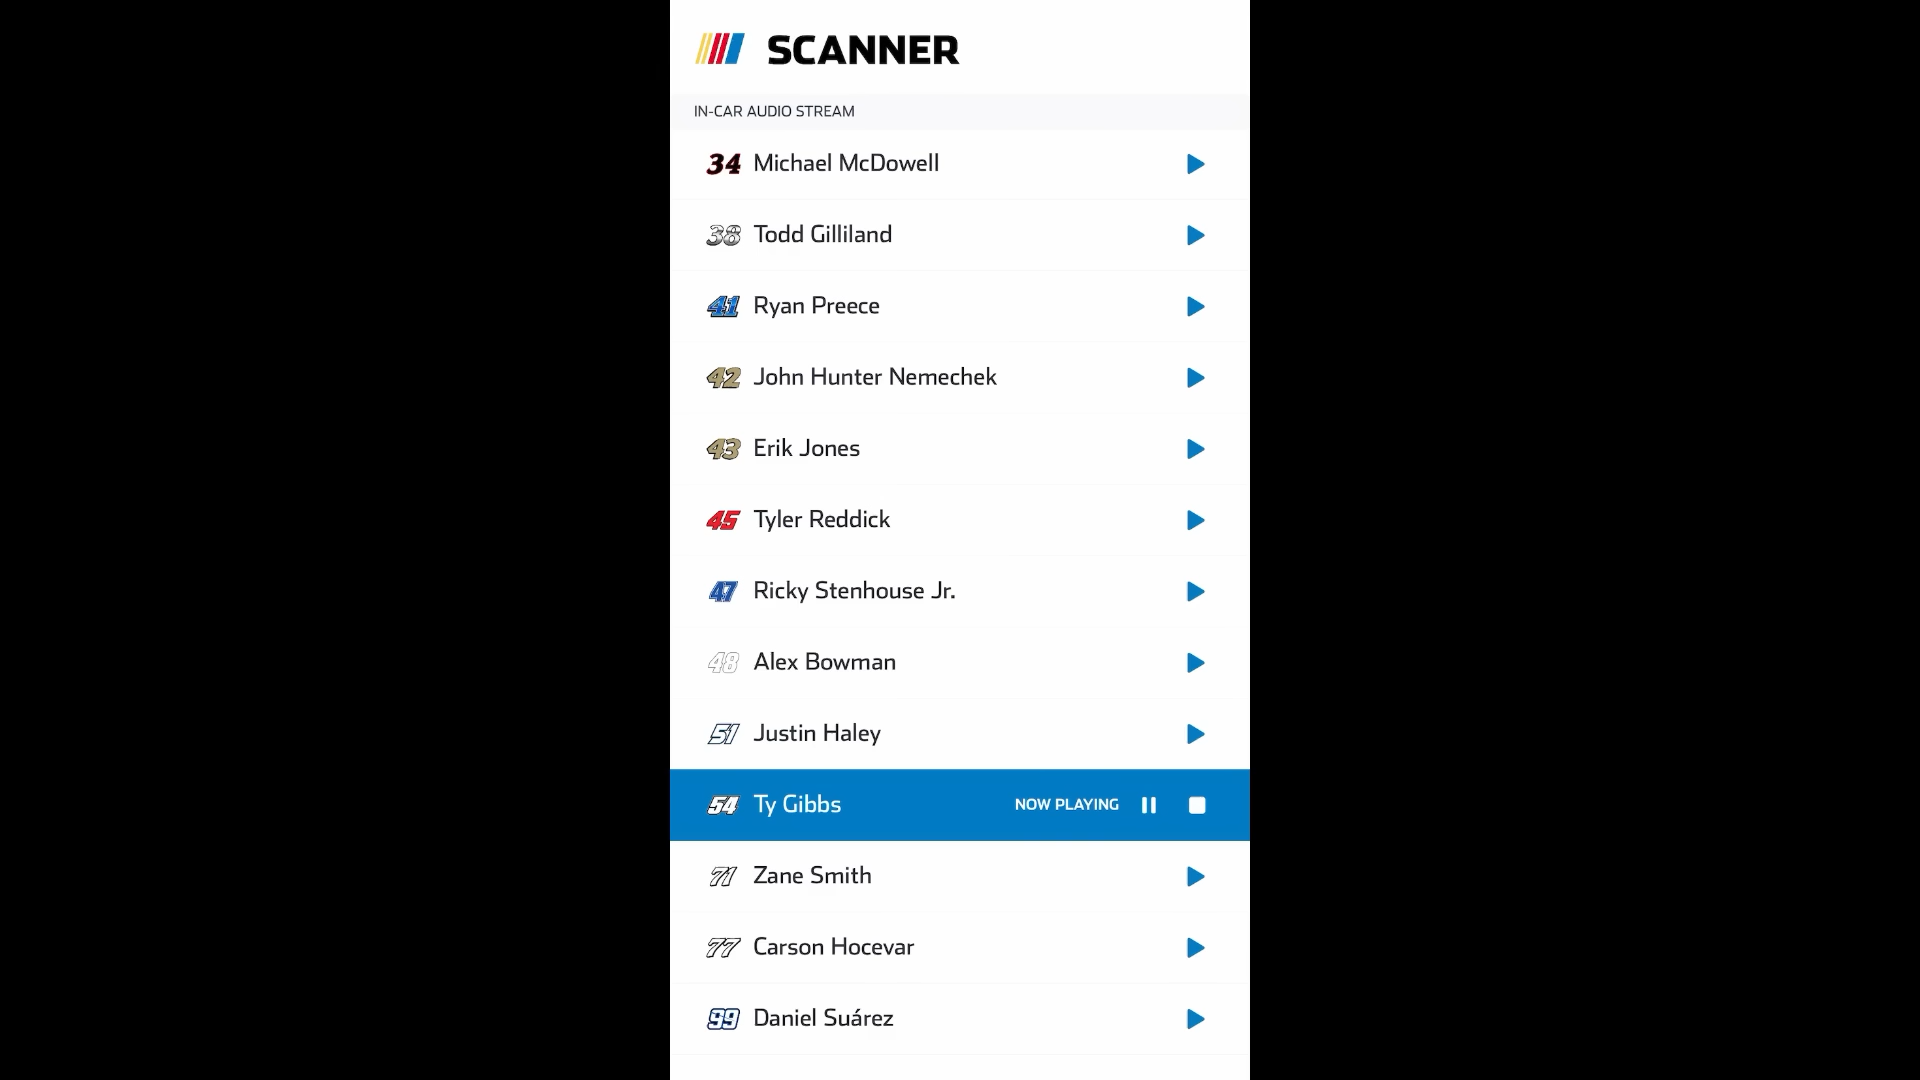 SCANNER
IN-CAR AUDIO STREAM
34 Michael McDowell
38 Todd Gilliland
41 Ryan Preece
42 John Hunter Nemechek
43 Erik Jones
45 Tyler Reddick
47 Ricky Stenhouse Jr.
48 Alex Bowman
51 Justin Haley
54 Ty Gibbs NOW PLAYING
71 Zane Smith
77 Carson Hocevar
99 Daniel Suárez